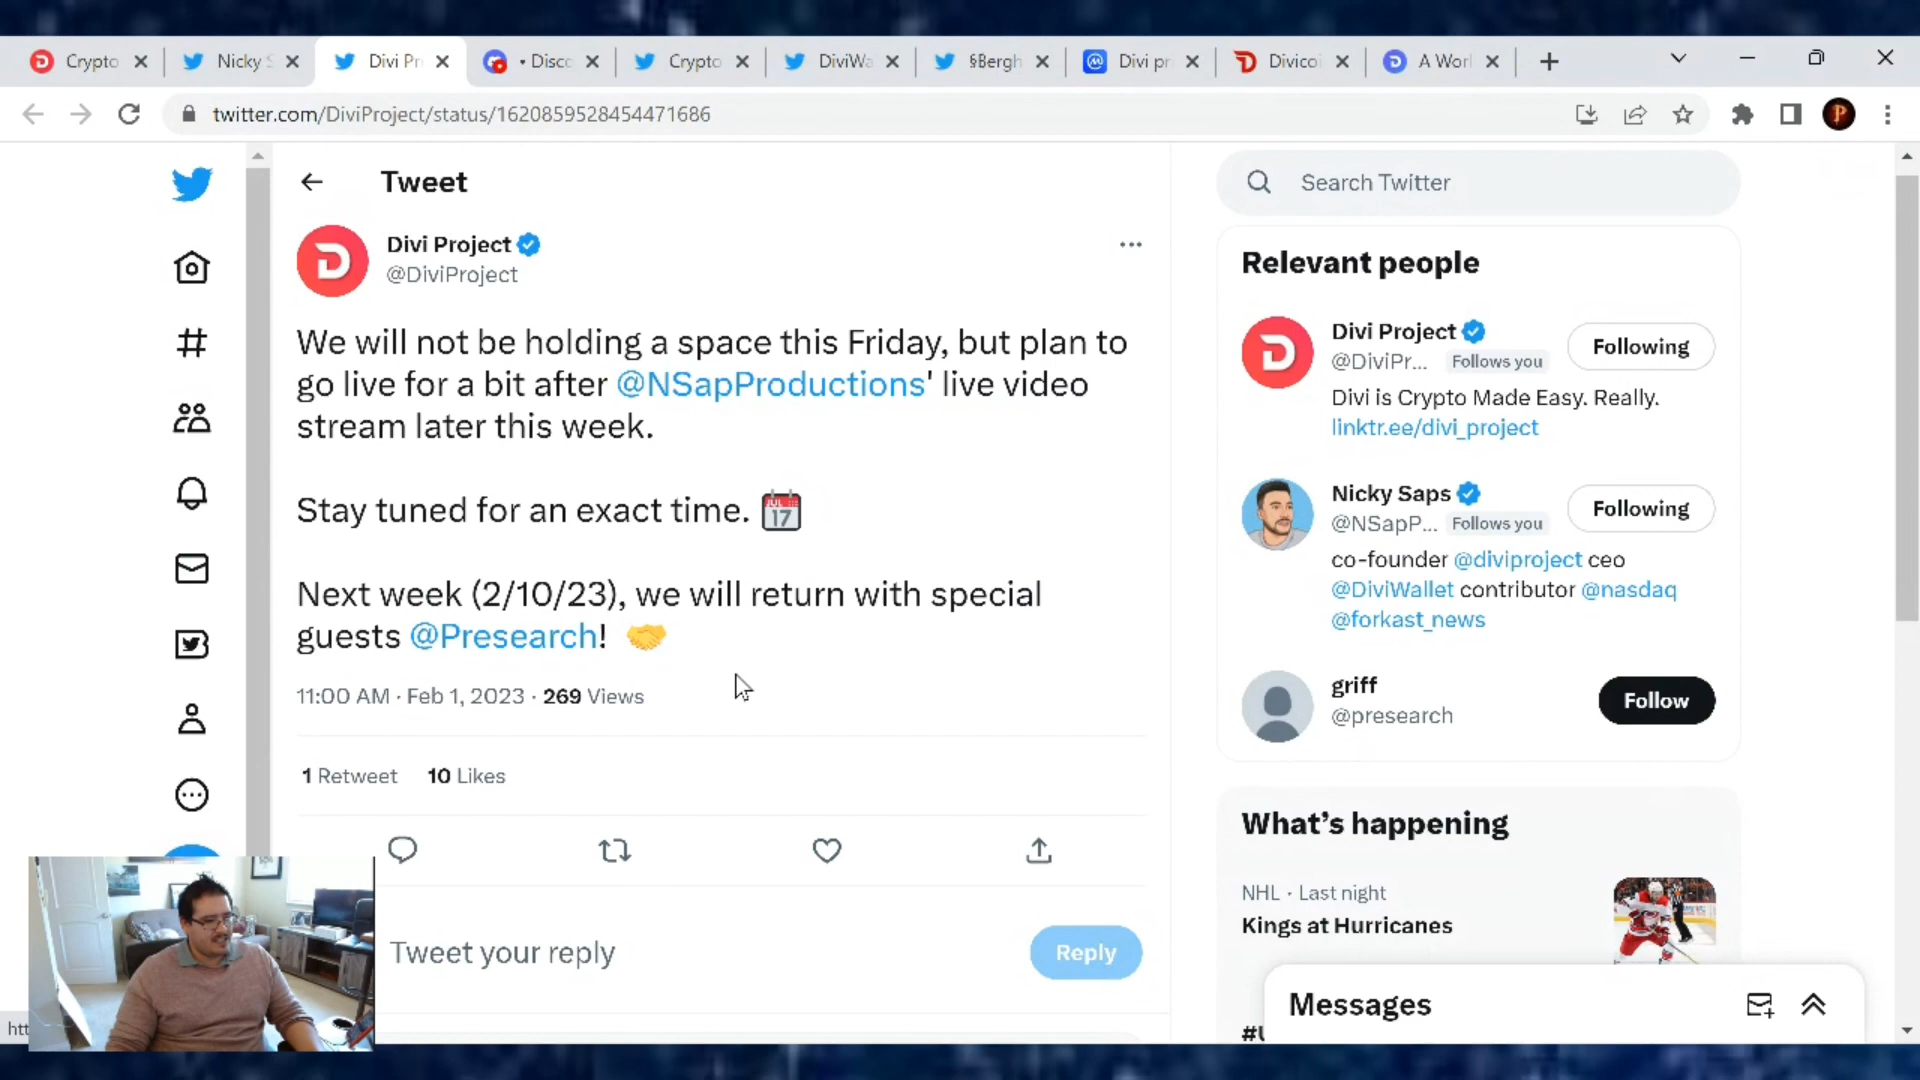 Crypto
Nicky S
Divi Pr
• Disco
Crypto
DiviWa
§Bergh
Divi pr
Divicoi
A Worl
twitter.com/DiviProject/status/1620859528454471686
Tweet
Search Twitter
Divi Project
@DiviProject
We will not be holding a space this Friday, but plan to
go live for a bit after @NSapProductions' live video
stream later this week.
Stay tuned for an exact time.
JUL
17
Next week (2/10/23), we will return with special
guests @Presearch!
11:00 AM · Feb 1, 2023 · 269 Views
1 Retweet 10 Likes
Tweet your reply
Reply
Relevant people
Divi Project
Following
@DiviPr... Follows you
Divi is Crypto Made Easy. Really.
linktr.ee/divi_project
Nicky Saps
Following
@NSapP... Follows you
co-founder @diviproject ceo
@DiviWallet contributor @nasdaq
@forkast_news
griff
Follow
@presearch
What's happening
NHL · Last night
Kings at Hurricanes
Messages
htt